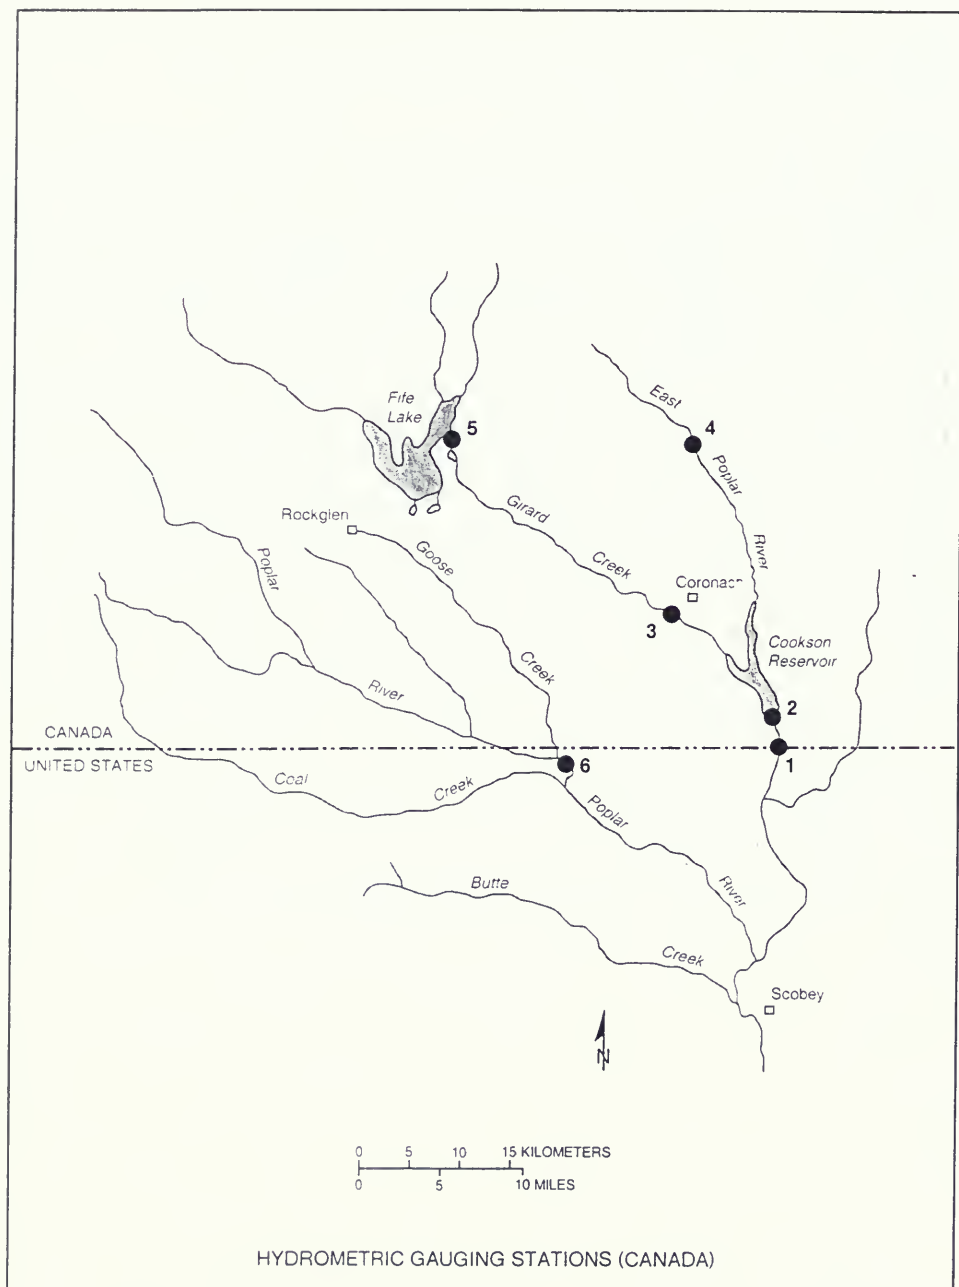 Fife
Lake
5
East
4
Poplar
River
Rockglen
Girard
Creek
Goose
Creek
Coronach
3
Poplar
River
Cookson
Reservoir
2
CANADA
UNITED STATES
1
6
Coal
Creek
Poplar
River
Butte
Creek
Scobey
N
0 5 10 15 KILOMETERS
0 5 10 MILES
HYDROMETRIC GAUGING STATIONS (CANADA)